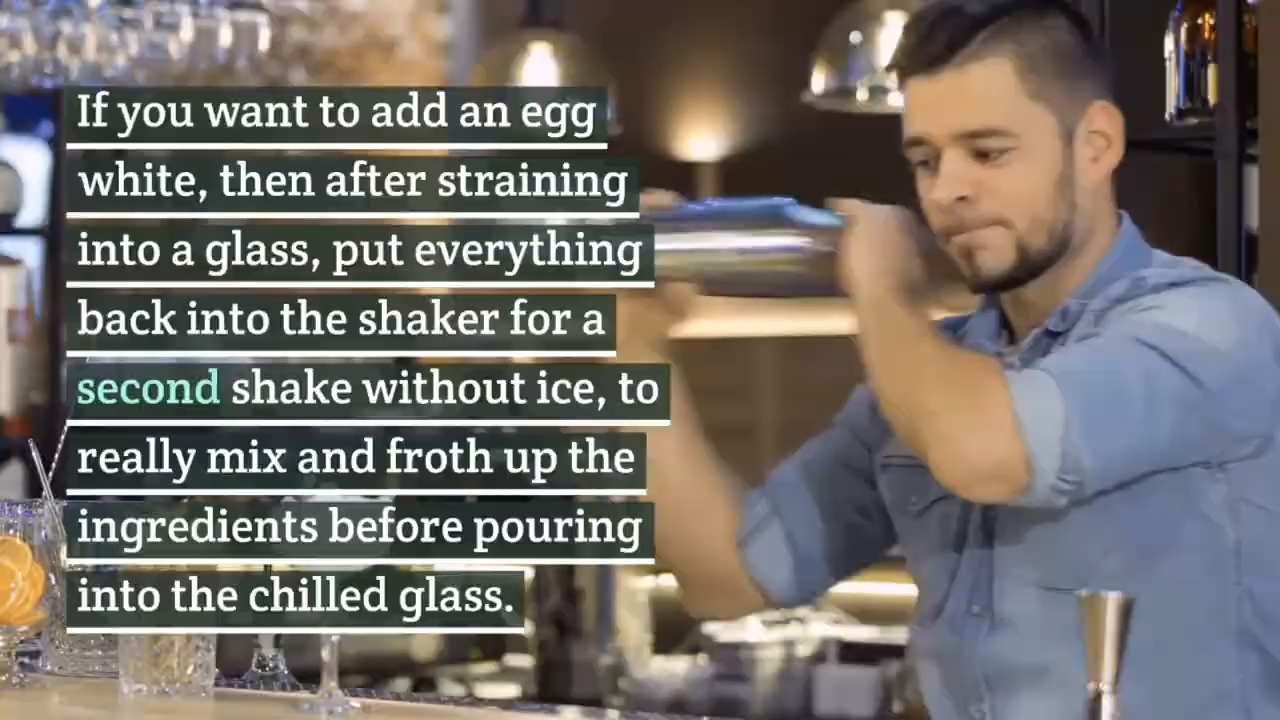 If you want to add an egg
white, then after straining
into a glass, put everything
back into the shaker for a
second shake without ice, to
really mix and froth up the
ingredients before pouring
into the chilled glass.